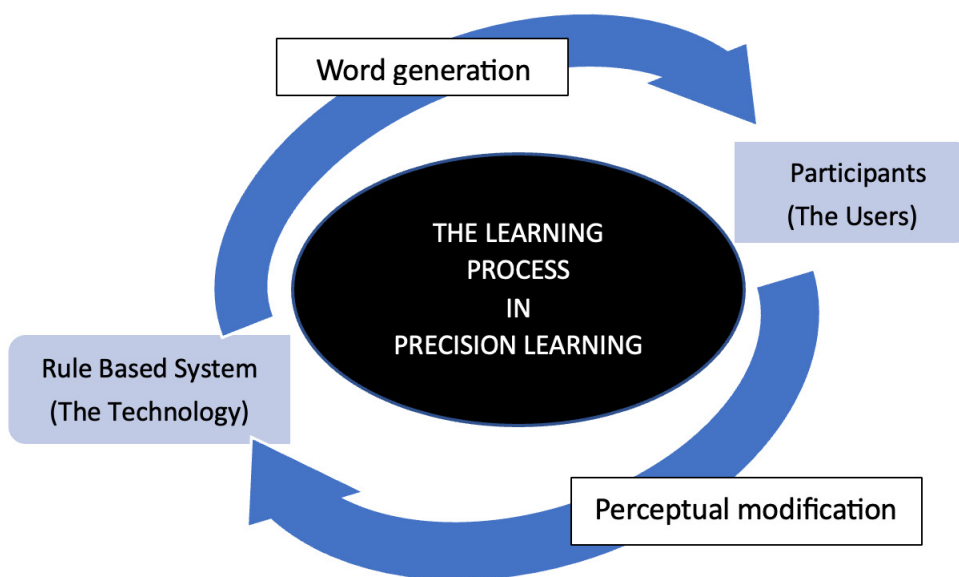 Word generation
Participants
(The Users)
THE LEARNING
PROCESS
IN
PRECISION LEARNING
Rule Based System
(The Technology)
Perceptual modification